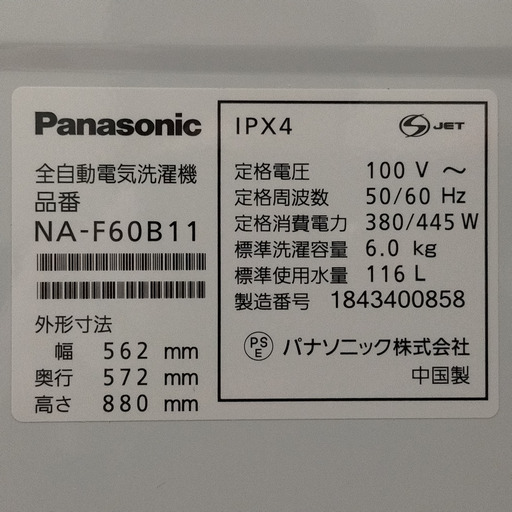 Panasonic
全自動電気洗濯機
品番
NA-F60B11
外形寸法
幅 562 mm
奥行 572 mm
高さ 880 mm
IPX4
S JET
定格電圧 100 V ～
定格周波数 50/60 Hz
定格消費電力 380/445 W
標準洗濯容量 6.0 kg
標準使用水量 116 L
製造番号 1843400858
PS
E パナソニック株式会社
中国製